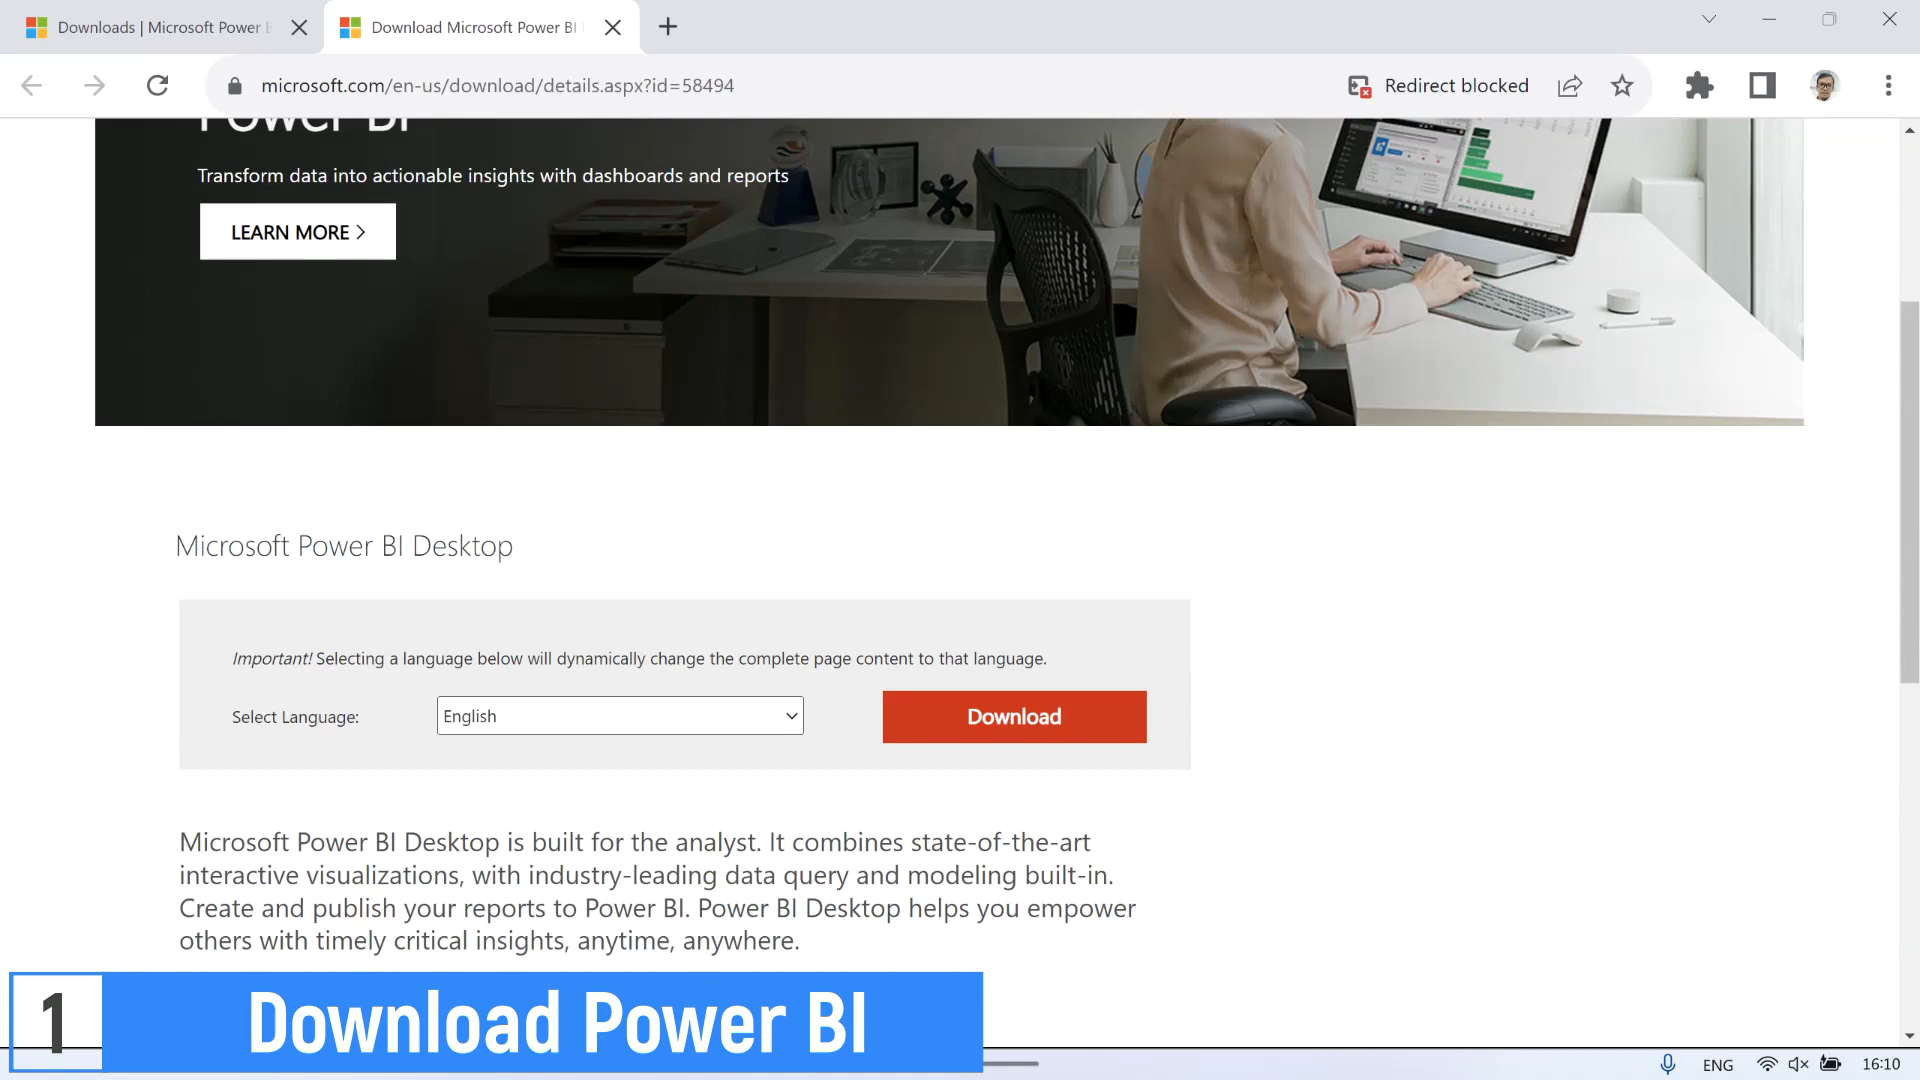 Downloads | Microsoft Power
Download Microsoft Power BI
microsoft.com/en-us/download/details.aspx?id=58494
Redirect blocked
Power BI
Transform data into actionable insights with dashboards and reports
LEARN MORE >
Microsoft Power BI Desktop
Important! Selecting a language below will dynamically change the complete page content to that language.
Select Language:
English
Download
Microsoft Power BI Desktop is built for the analyst. It combines state-of-the-art
interactive visualizations, with industry-leading data query and modeling built-in.
Create and publish your reports to Power BI. Power BI Desktop helps you empower
others with timely critical insights, anytime, anywhere.
1 Download Power BI
ENG
16:10